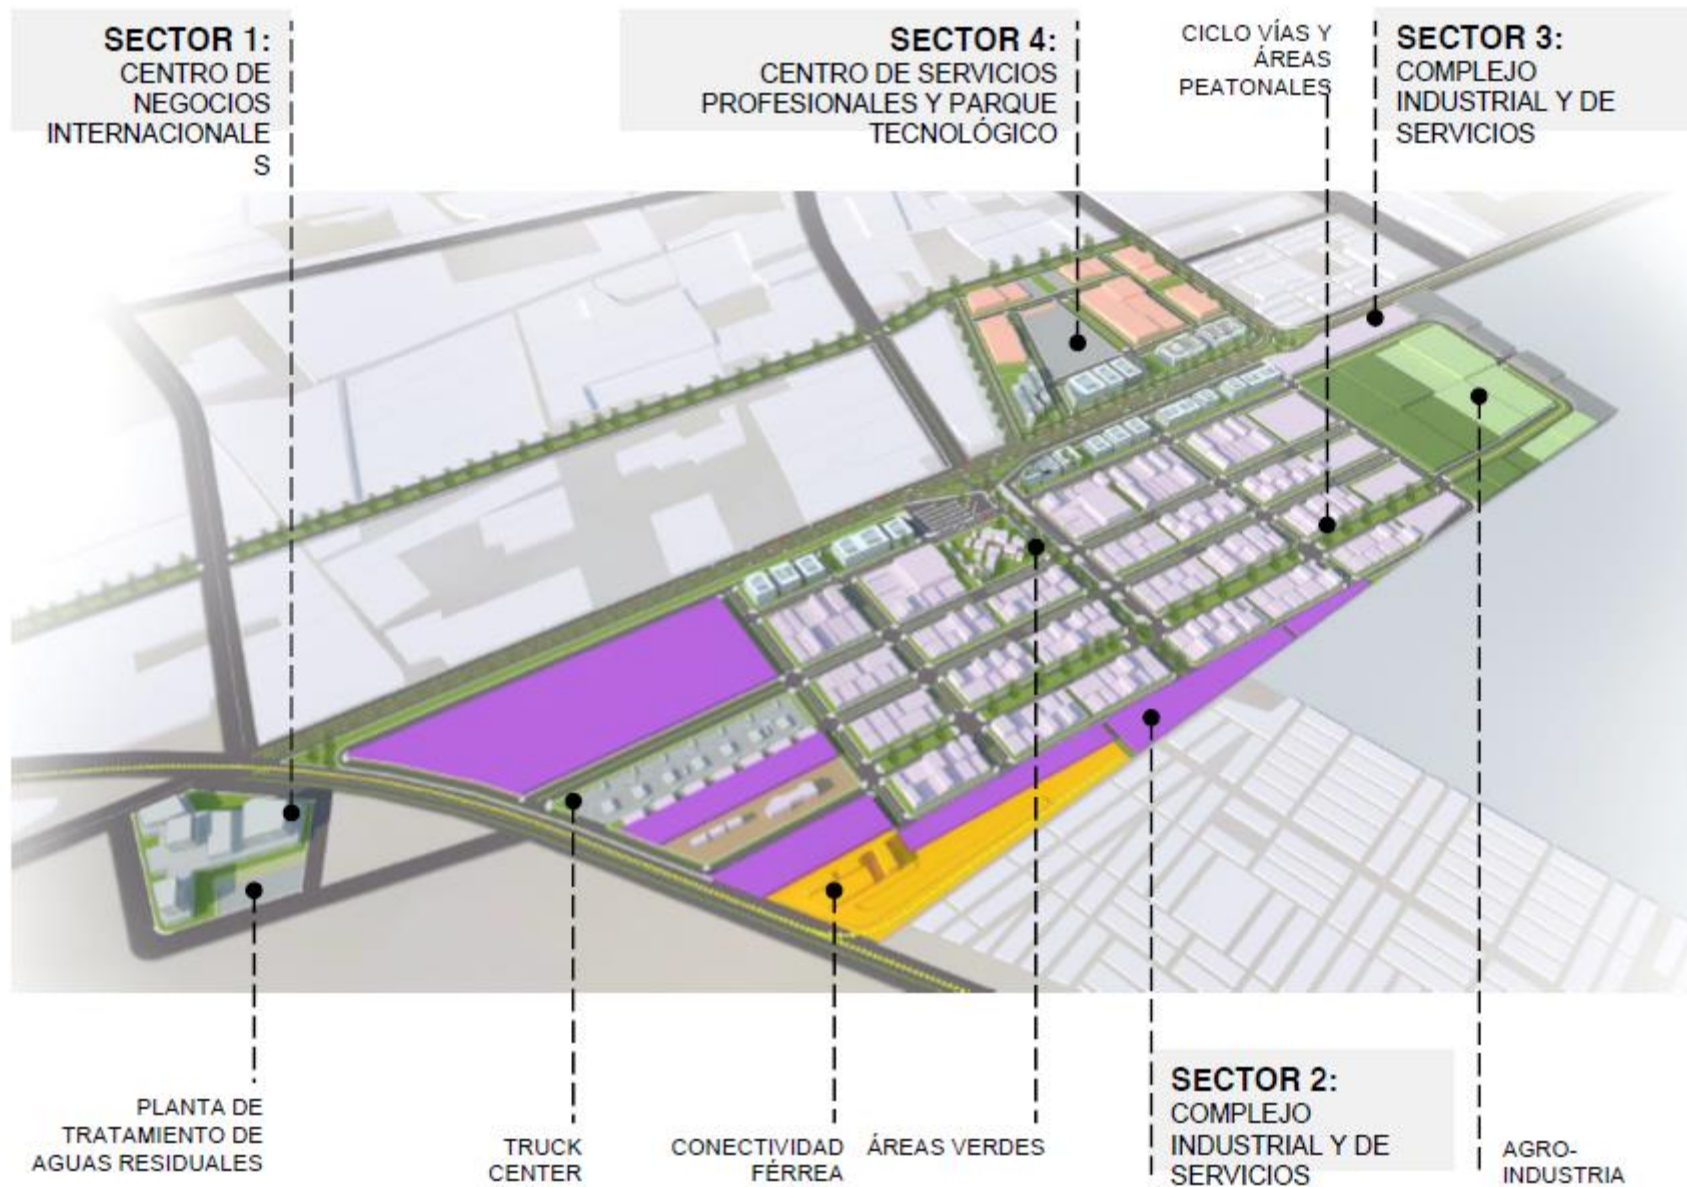 SECTOR 1:
CENTRO DE
NEGOCIOS
INTERNACIONALE
S
SECTOR 4:
CENTRO DE SERVICIOS
PROFESIONALES Y PARQUE
TECNOLÓGICO
CICLO VÍAS Y
ÁREAS
PEATONALES
SECTOR 3:
COMPLEJO
INDUSTRIAL Y DE
SERVICIOS
PLANTA DE
TRATAMIENTO DE
AGUAS RESIDUALES
TRUCK
CENTER
CONECTIVIDAD
FÉRREA
ÁREAS VERDES
SECTOR 2:
COMPLEJO
INDUSTRIAL Y DE
SERVICIOS
AGRO-
INDUSTRIA